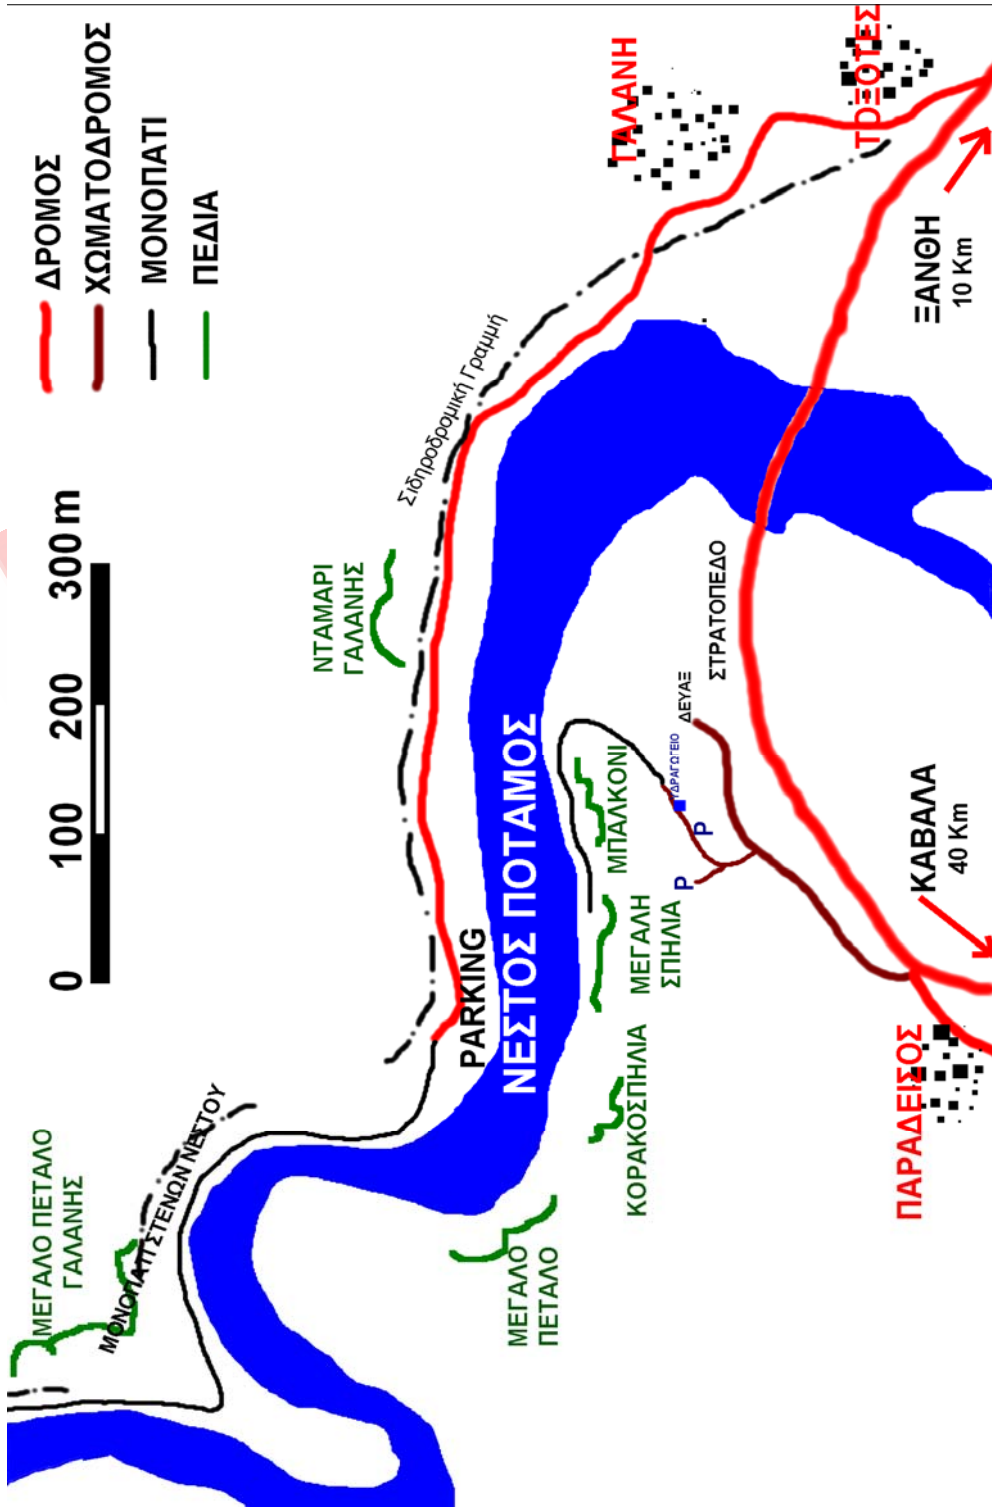 ΜΕΓΑΛΟ ΠΕΤΑΛΟ
ΓΑΛΑΝΗΣ
ΜΟΝΟΠΑΤΙ ΣΤΕΝΩΝ ΝΕΣΤΟΥ
0 100 200 300 m
ΔΡΟΜΟΣ
ΧΩΜΑΤΟΔΡΟΜΟΣ
ΜΟΝΟΠΑΤΙ
ΠΕΔΙΑ
ΝΤΑΜΑΡΙ
ΓΑΛΑΝΗΣ
Σιδηροδρομική Γραμμή
PARKING
ΝΕΣΤΟΣ ΠΟΤΑΜΟΣ
ΜΕΓΑΛΟ
ΠΕΤΑΛΟ
ΚΟΡΑΚΟΣΠΗΛΙΑ
ΜΕΓΑΛΗ
ΣΠΗΛΙΑ
ΜΠΑΛΚΟΝΙ
ΓΑΛΑΝΗ
ΥΔΡΑΓΩΓΕΙΟ
P
P
ΔΕΥΑΞ
ΣΤΡΑΤΟΠΕΔΟ
ΤΟΞΟΤΕΣ
ΠΑΡΑΔΕΙΣΟΣ
ΚΑΒΑΛΑ
40 Km
ΞΑΝΘΗ
10 Km